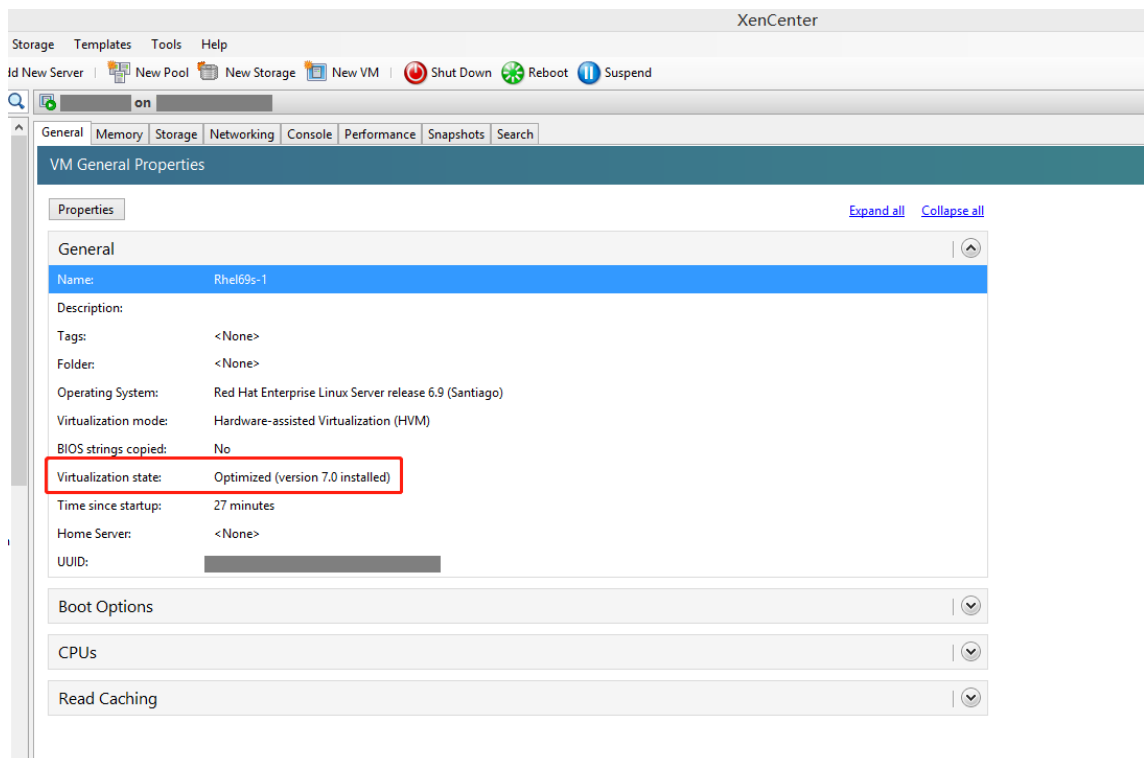 XenCenter
Storage Templates Tools Help
dd New Server New Pool New Storage New VM Shut Down Reboot Suspend
on
General Memory Storage Networking Console Performance Snapshots Search
VM General Properties
Properties Expand all Collapse all
General
Name: Rhel69s-1
Description:
Tags: <None>
Folder: <None>
Operating System: Red Hat Enterprise Linux Server release 6.9 (Santiago)
Virtualization mode: Hardware-assisted Virtualization (HVM)
BIOS strings copied: No
Virtualization state: Optimized (version 7.0 installed)
Time since startup: 27 minutes
Home Server: <None>
UUID:
Boot Options
CPUs
Read Caching